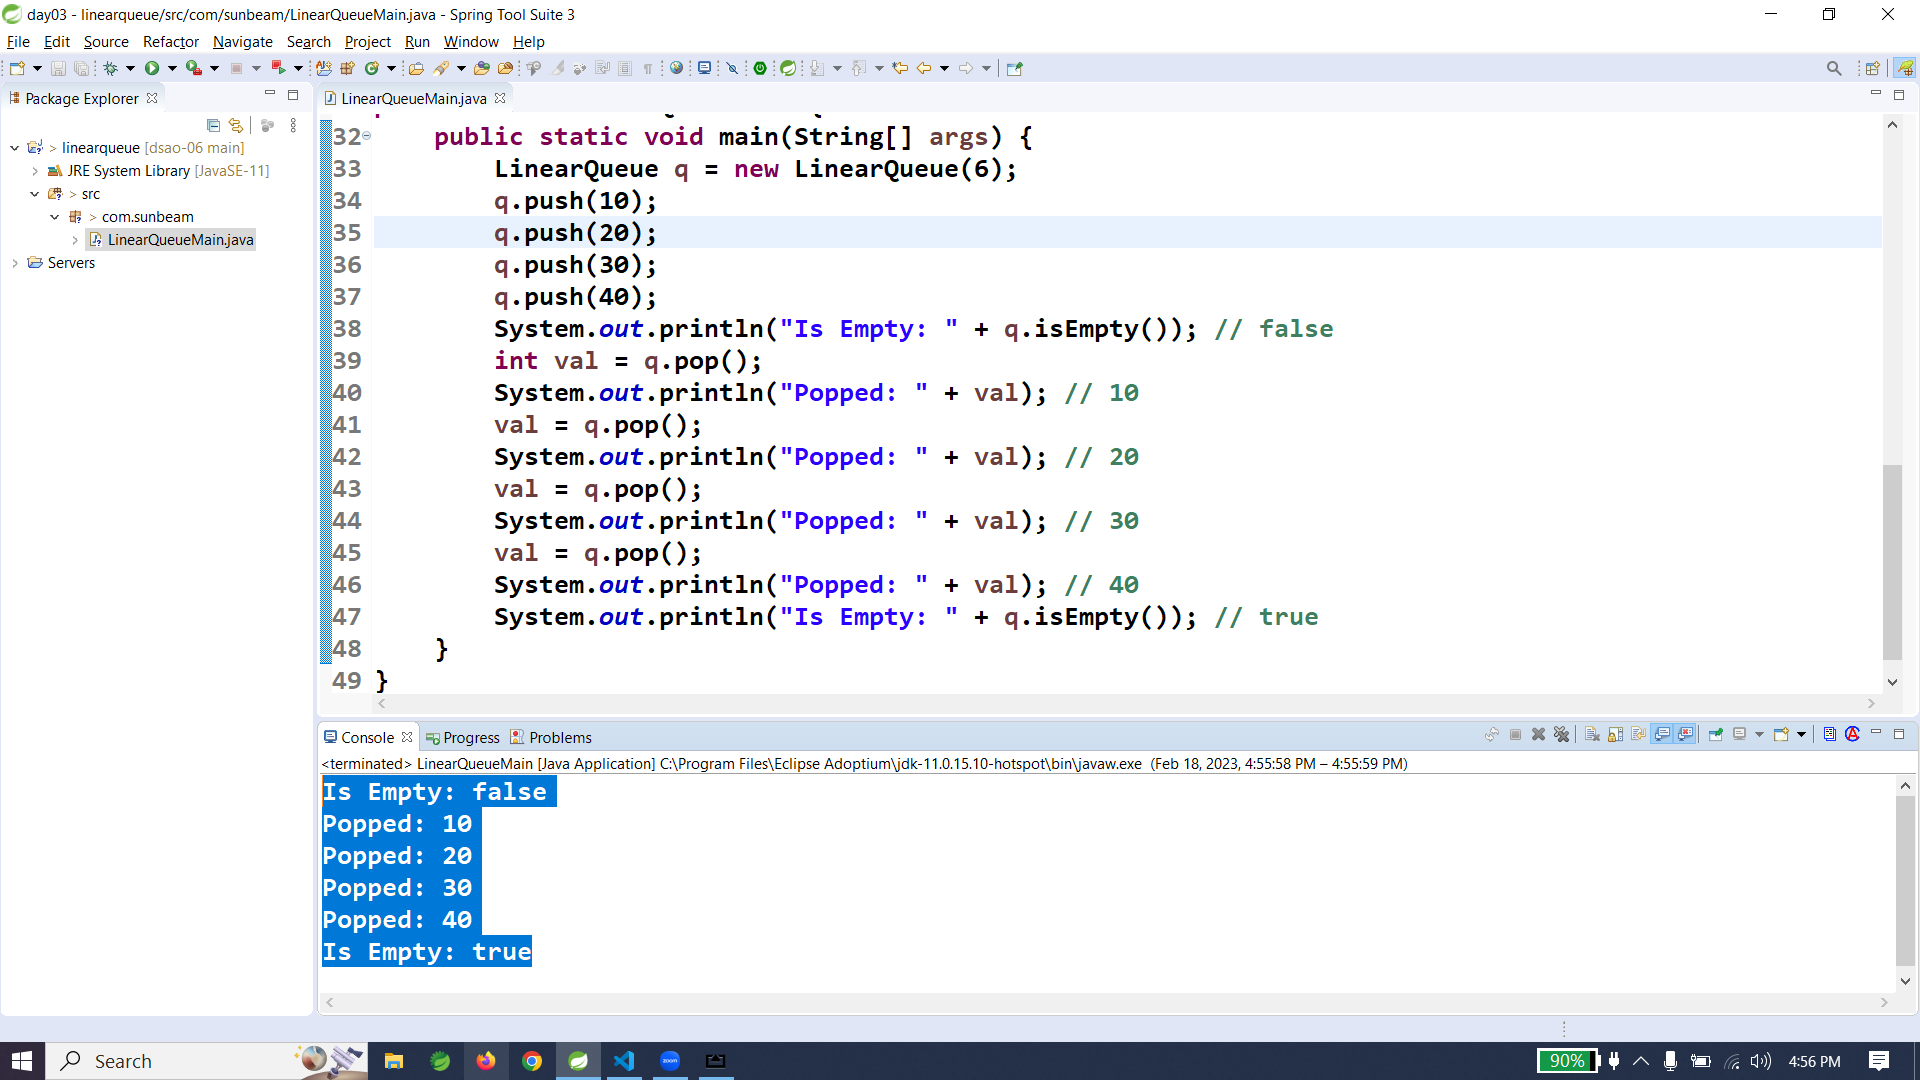 day03 - linearqueue/src/com/sunbeam/LinearQueueMain.java - Spring Tool Suite 3
File Edit Source Refactor Navigate Search Project Run Window Help
Package Explorer
linearqueue [dsao-06 main]
JRE System Library [JavaSE-11]
src
com.sunbeam
LinearQueueMain.java
Servers
LinearQueueMain.java
32 public static void main(String[] args) {
33 LinearQueue q = new LinearQueue(6);
34 q.push(10);
35 q.push(20);
36 q.push(30);
37 q.push(40);
38 System.out.println("Is Empty: " + q.isEmpty()); // false
39 int val = q.pop();
40 System.out.println("Popped: " + val); // 10
41 val = q.pop();
42 System.out.println("Popped: " + val); // 20
43 val = q.pop();
44 System.out.println("Popped: " + val); // 30
45 val = q.pop();
46 System.out.println("Popped: " + val); // 40
47 System.out.println("Is Empty: " + q.isEmpty()); // true
48 }
49 }
Console Progress Problems
<terminated> LinearQueueMain [Java Application] C:\Program Files\Eclipse Adoptium\jdk-11.0.15.10-hotspot\bin\javaw.exe (Feb 18, 2023, 4:55:58 PM – 4:55:59 PM)
Is Empty: false
Popped: 10
Popped: 20
Popped: 30
Popped: 40
Is Empty: true
Search
zoom
90%
4:56 PM